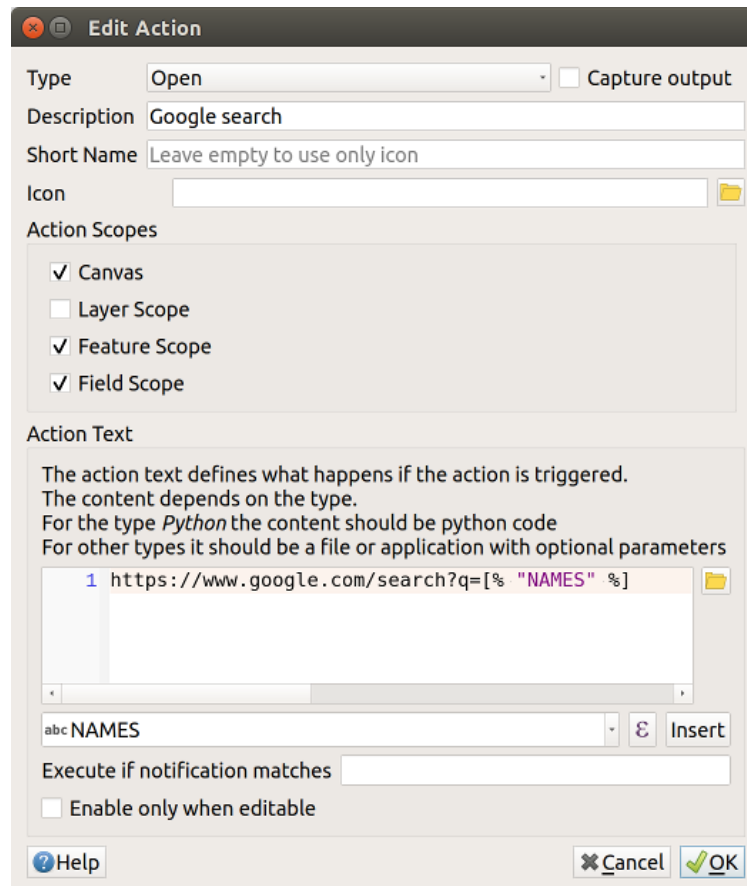 Edit Action
Type Open Capture output
Description Google search
Short Name Leave empty to use only icon
Icon
Action Scopes
Canvas
Layer Scope
Feature Scope
Field Scope
Action Text
The action text defines what happens if the action is triggered.
The content depends on the type.
For the type Python the content should be python code
For other types it should be a file or application with optional parameters
1 https://www.google.com/search?q=[% "NAMES" %]
abc NAMES ε Insert
Execute if notification matches
Enable only when editable
Help Cancel OK